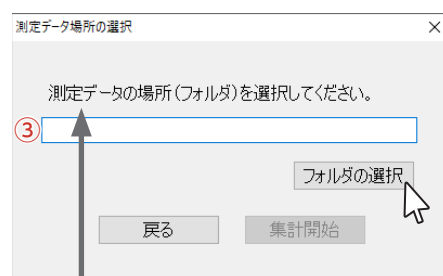 測定データ場所の選択
測定データの場所(フォルダ)を選択してください。
③
フォルダの選択
戻る 集計開始